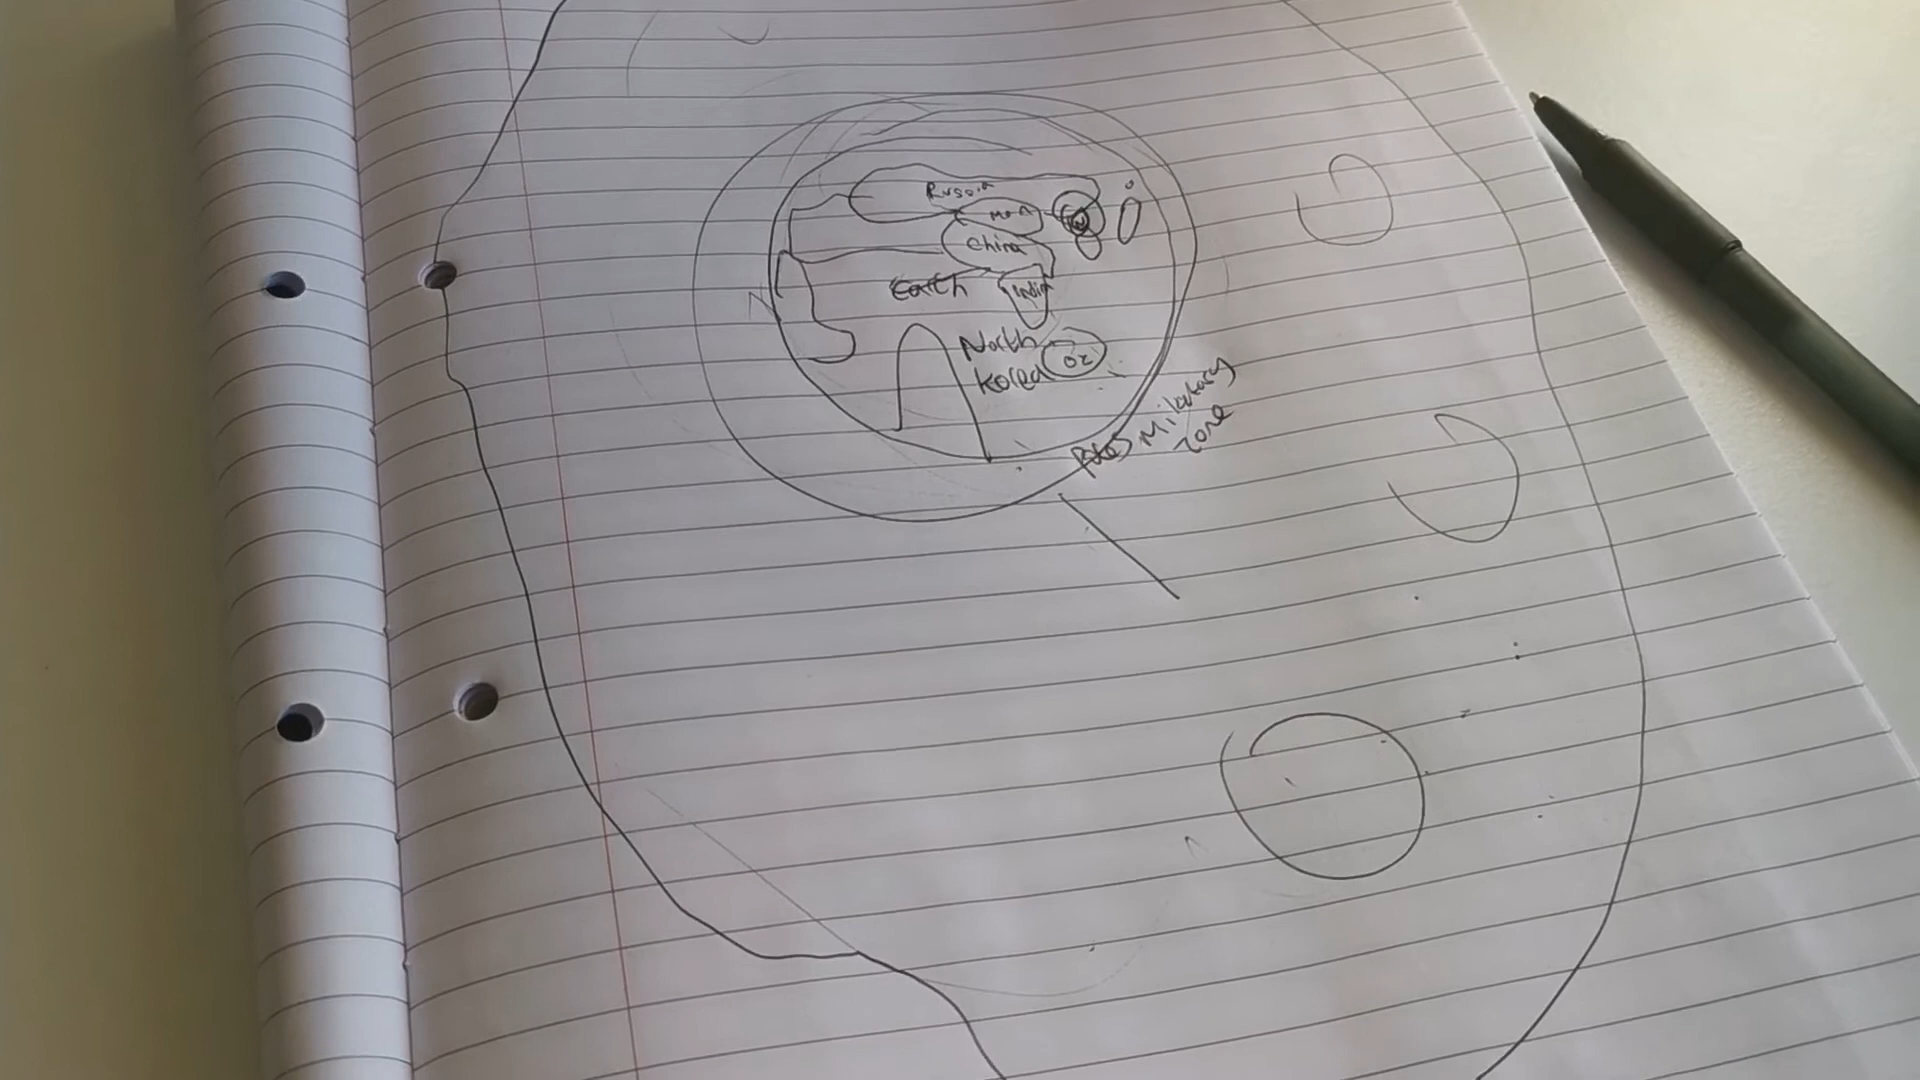 Russia
China
Earth
India
North
Korea
oz
Military
zone